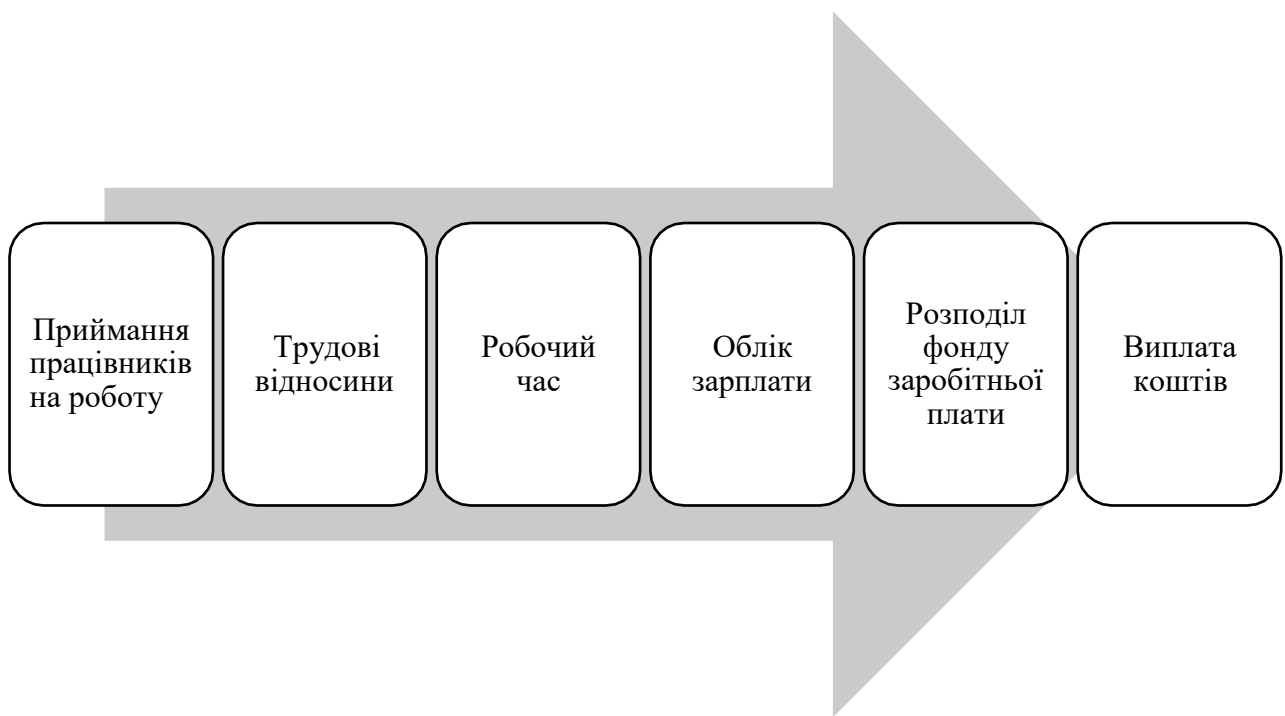 Приймання
працівників
на роботу
Трудові
відносини
Робочий
час
Облік
зарплати
Розподіл
фонду
заробітньої
плати
Виплата
коштів